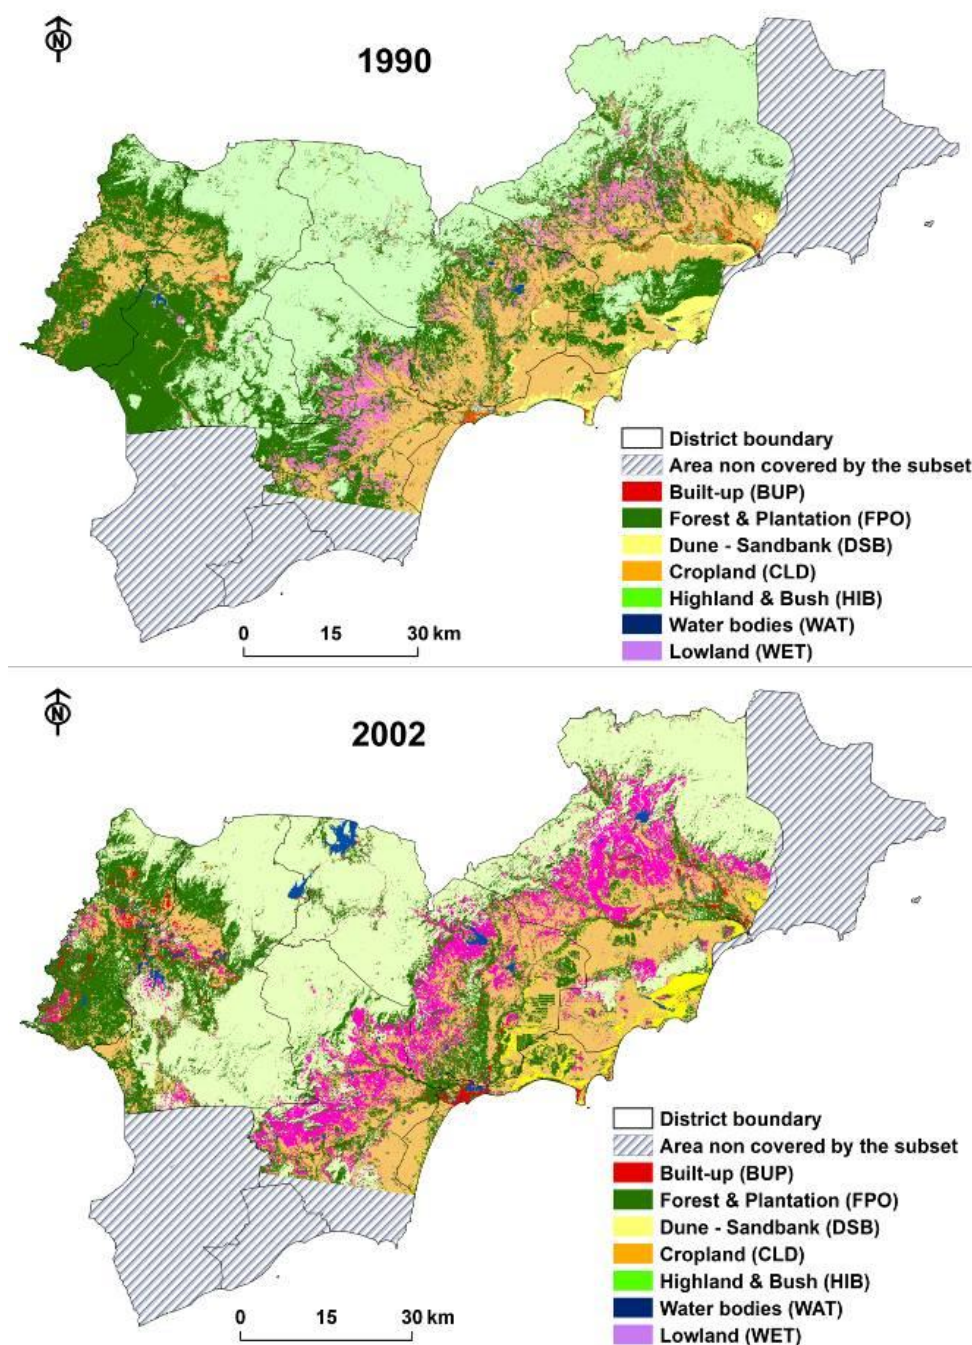 N
1990
District boundary
Area non covered by the subset
Built-up (BUP)
Forest & Plantation (FPO)
Dune - Sandbank (DSB)
Cropland (CLD)
Highland & Bush (HIB)
Water bodies (WAT)
Lowland (WET)
0 15 30 km
N
2002
District boundary
Area non covered by the subset
Built-up (BUP)
Forest & Plantation (FPO)
Dune - Sandbank (DSB)
Cropland (CLD)
Highland & Bush (HIB)
Water bodies (WAT)
Lowland (WET)
0 15 30 km